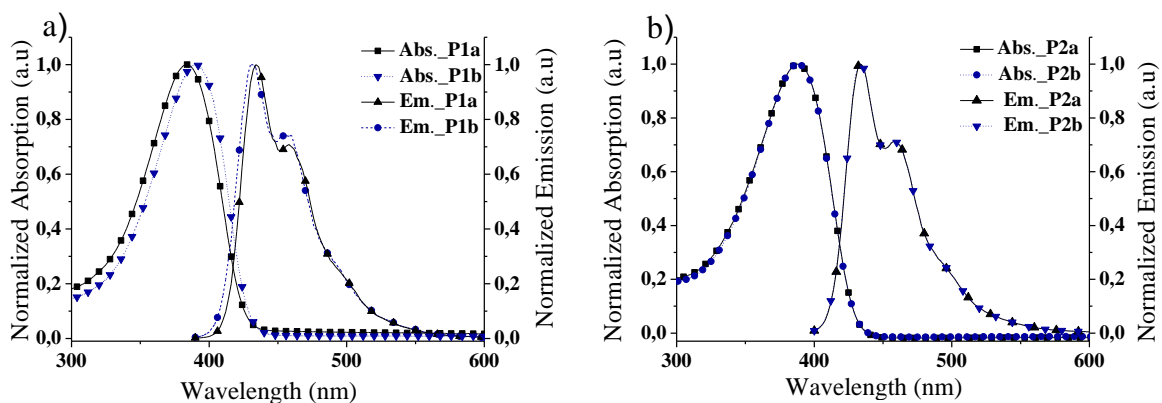 a)
Normalized Absorption (a.u)
1,0
0,8
0,6
0,4
0,2
0,0
300
400
500
600
Wavelength (nm)
1,0
0,8
0,6
0,4
0,2
0,0
Normalized Emission (a.u)
Abs._P1a
Abs._P1b
Em._P1a
Em._P1b
b)
Normalized Absorption (a.u)
1,0
0,8
0,6
0,4
0,2
0,0
300
400
500
600
Wavelength (nm)
1,0
0,8
0,6
0,4
0,2
0,0
Normalized Emission (a.u)
Abs._P2a
Abs._P2b
Em._P2a
Em._P2b